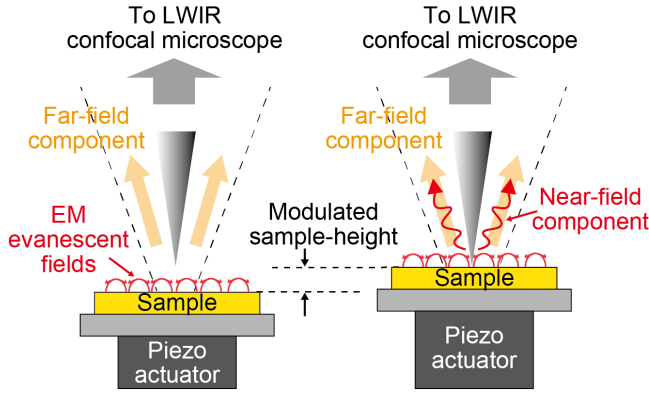 To LWIR
confocal microscope
Far-field
component
EM
evanescent
fields
Sample
Piezo
actuator
Modulated
sample-height
To LWIR
confocal microscope
Far-field
component
Near-field
component
Sample
Piezo
actuator